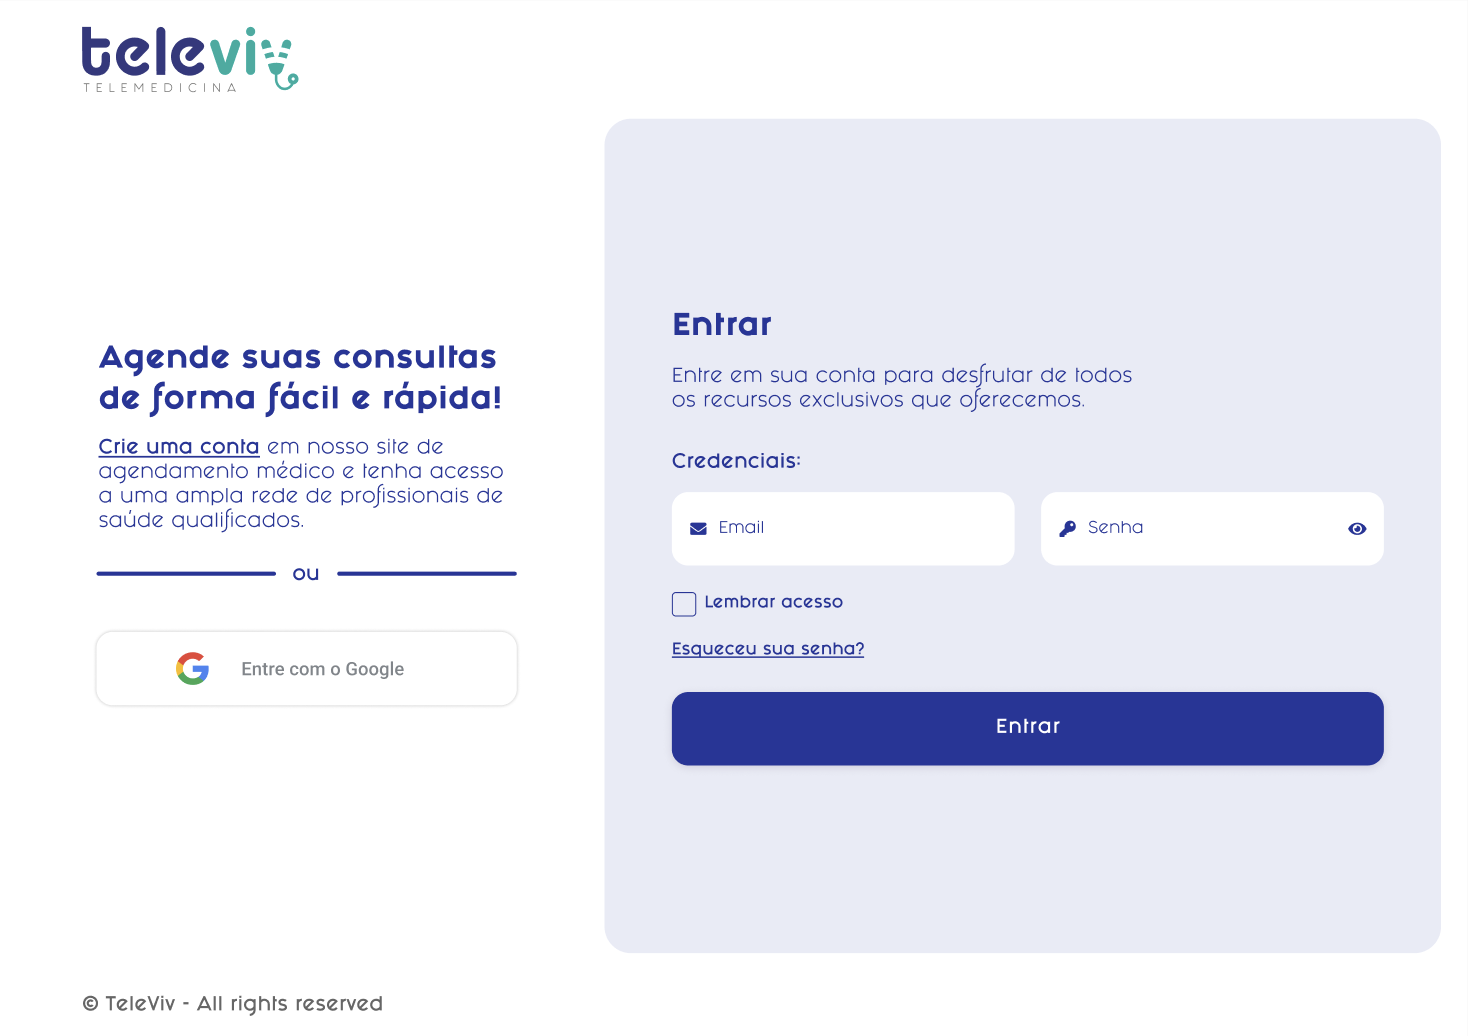 televiv
TELEMEDICINA
Agende suas consultas
de forma fácil e rápida!
Crie uma conta em nosso site de
agendamento médico e tenha acesso
a uma ampla rede de profissionais de
saúde qualificados.
ou
Entre com o Google
Entrar
Entre em sua conta para desfrutar de todos
os recursos exclusivos que oferecemos.
Credenciais:
Email
Senha
Lembrar acesso
Esqueceu sua senha?
Entrar
© TeleViv - All rights reserved